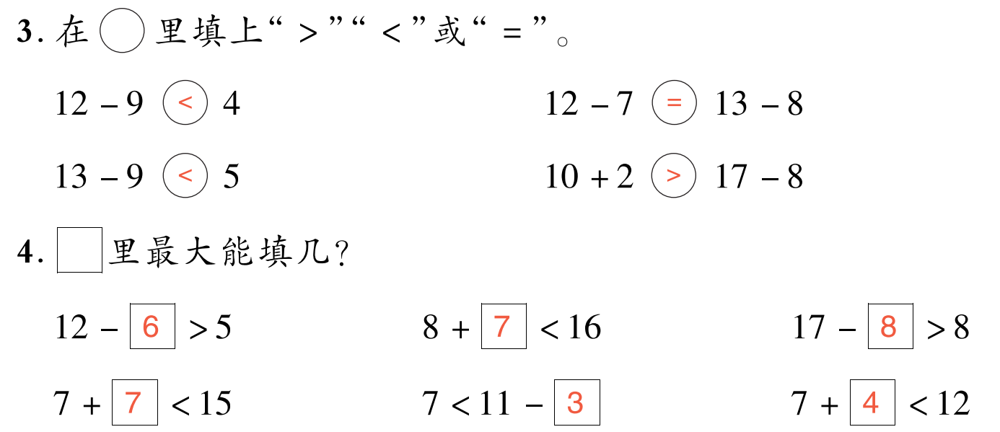 3. 在○里填上“>”“<”或“=”。
12 − 9 < 4 12 − 7 = 13 − 8
13 − 9 < 5 10 + 2 > 17 − 8
4. □里最大能填几?
12 − 6 > 5 8 + 7 < 16 17 − 8 > 8
7 + 7 < 15 7 < 11 − 3 7 + 4 < 12